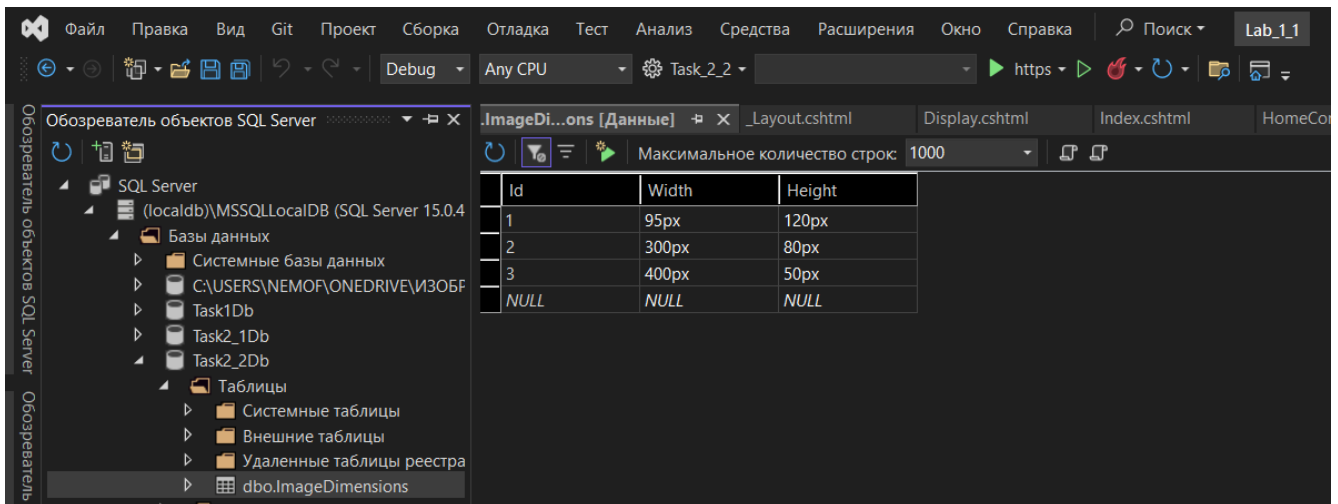 Файл Правка Вид Git Проект Сборка Отладка Тест Анализ Средства Расширения Окно Справка Поиск Lab_1_1
Debug Any CPU Task_2_2 https
Обозреватель объектов SQL Server
Обозреватель
Обозреватель объектов SQL Server
SQL Server
(localdb)\MSSQLLocalDB (SQL Server 15.0.4
Базы данных
Системные базы данных
C:\USERS\NEMOF\ONEDRIVE\ИЗОБР
Task1Db
Task2_1Db
Task2_2Db
Таблицы
Системные таблицы
Внешние таблицы
Удаленные таблицы реестра
dbo.ImageDimensions
.ImageDi...ons [Данные] _Layout.cshtml Display.cshtml Index.cshtml HomeCon
Максимальное количество строк: 1000
Id Width Height
1 95px 120px
2 300px 80px
3 400px 50px
NULL NULL NULL